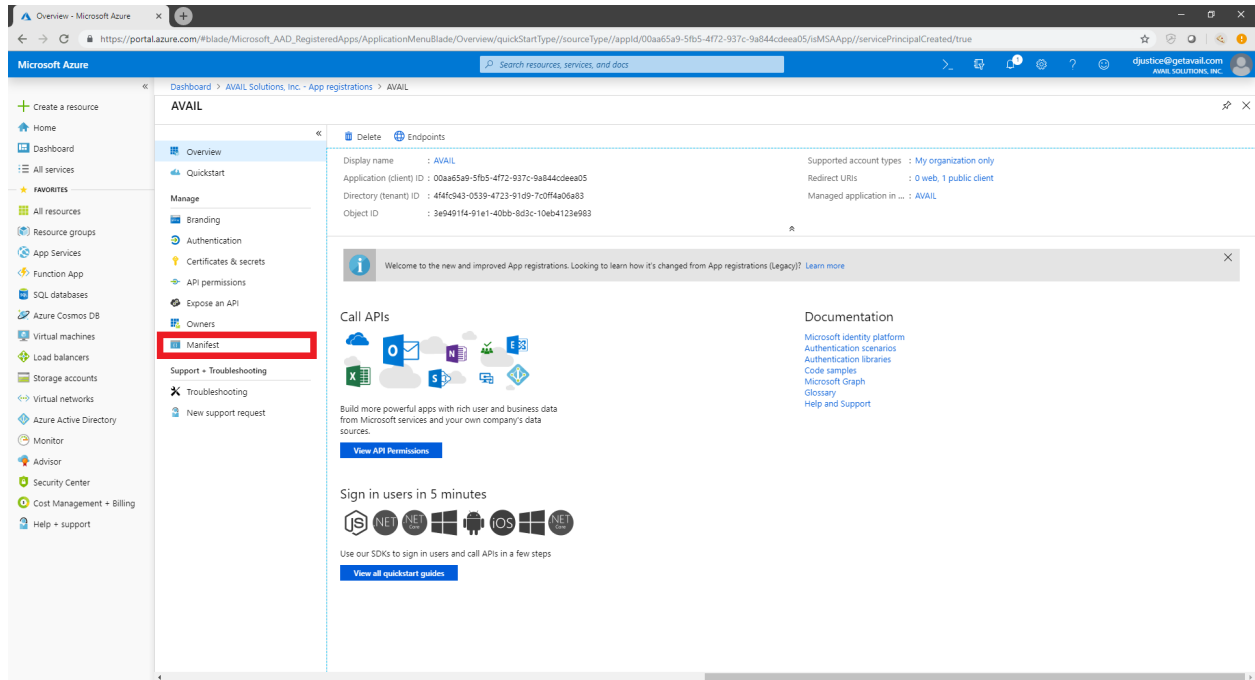 Overview - Microsoft Azure
https://portal.azure.com/#blade/Microsoft_AAD_RegisteredApps/ApplicationMenuBlade/Overview/quickStartType//sourceType//appId/00aa65a9-5fb5-4f72-937c-9a844cdeea05/isMSAApp//servicePrincipalCreated/true
Microsoft Azure
Search resources, services, and docs
djustice@getavail.com
AVAIL SOLUTIONS, INC.
Create a resource
Home
Dashboard
All services
FAVORITES
All resources
Resource groups
App Services
Function App
SQL databases
Azure Cosmos DB
Virtual machines
Load balancers
Storage accounts
Virtual networks
Azure Active Directory
Monitor
Advisor
Security Center
Cost Management + Billing
Help + support
Dashboard > AVAIL Solutions, Inc. - App registrations > AVAIL
AVAIL
Overview
Quickstart
Manage
Branding
Authentication
Certificates & secrets
API permissions
Expose an API
Owners
Manifest
Support + Troubleshooting
Troubleshooting
New support request
Delete Endpoints
Display name : AVAIL
Application (client) ID : 00aa65a9-5fb5-4f72-937c-9a844cdeea05
Directory (tenant) ID : 4f4fc943-0539-4723-91d9-7c0ff4a06a83
Object ID : 3e9491f4-91e1-40bb-8d3c-10eb4123e983
Supported account types : My organization only
Redirect URIs : 0 web, 1 public client
Managed application in ... : AVAIL
Welcome to the new and improved App registrations. Looking to learn how it's changed from App registrations (Legacy)? Learn more
Call APIs
Build more powerful apps with rich user and business data
from Microsoft services and your own company's data
sources.
View API Permissions
Sign in users in 5 minutes
JS NET NET Core iOS NET Core
Use our SDKs to sign in users and call APIs in a few steps
View all quickstart guides
Documentation
Microsoft identity platform
Authentication scenarios
Authentication libraries
Code samples
Microsoft Graph
Glossary
Help and Support